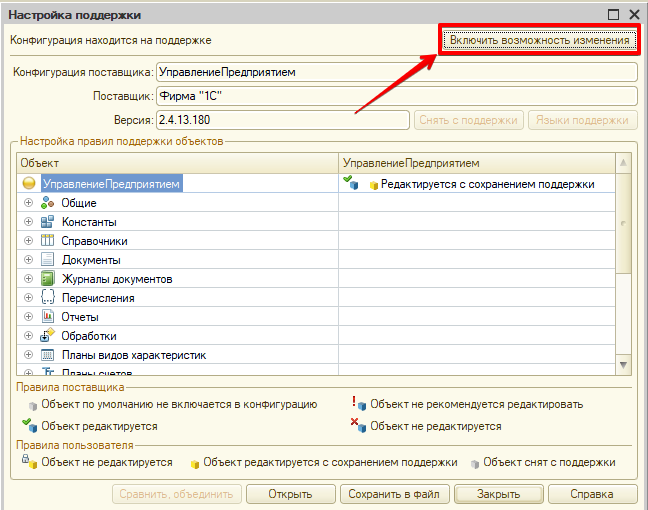 Настройка поддержки
Конфигурация находится на поддержке Включить возможность изменения
Конфигурация поставщика: УправлениеПредприятием
Поставщик: Фирма "1С"
Версия: 2.4.13.180 Снять с поддержки Языки поддержки
Настройка правил поддержки объектов
Объект УправлениеПредприятием
УправлениеПредприятием Редактируется с сохранением поддержки
Общие
Константы
Справочники
Документы
Журналы документов
Перечисления
Отчеты
Обработки
Планы видов характеристик
Планы счетов
Правила поставщика
Объект по умолчанию не включается в конфигурацию Объект не рекомендуется редактировать
Объект редактируется Объект не редактируется
Правила пользователя
Объект не редактируется Объект редактируется с сохранением поддержки Объект снят с поддержки
Сравнить, объединить Открыть Сохранить в файл Закрыть Справка